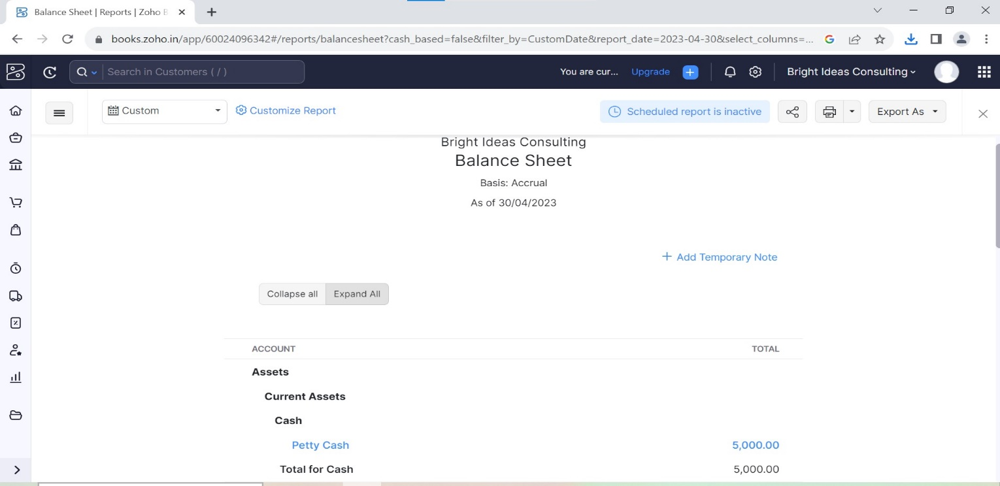 Balance Sheet | Reports | Zoho B
books.zoho.in/app/60024096342#/reports/balancesheet?cash_based=false&filter_by=CustomDate&report_date=2023-04-30&select_columns=...
Search in Customers ( / )
You are cur...
Upgrade
Bright Ideas Consulting
Custom
Customize Report
Scheduled report is inactive
Export As
Bright Ideas Consulting
Balance Sheet
Basis: Accrual
As of 30/04/2023
+ Add Temporary Note
Collapse all Expand All
ACCOUNT TOTAL
Assets
Current Assets
Cash
Petty Cash 5,000.00
Total for Cash 5,000.00